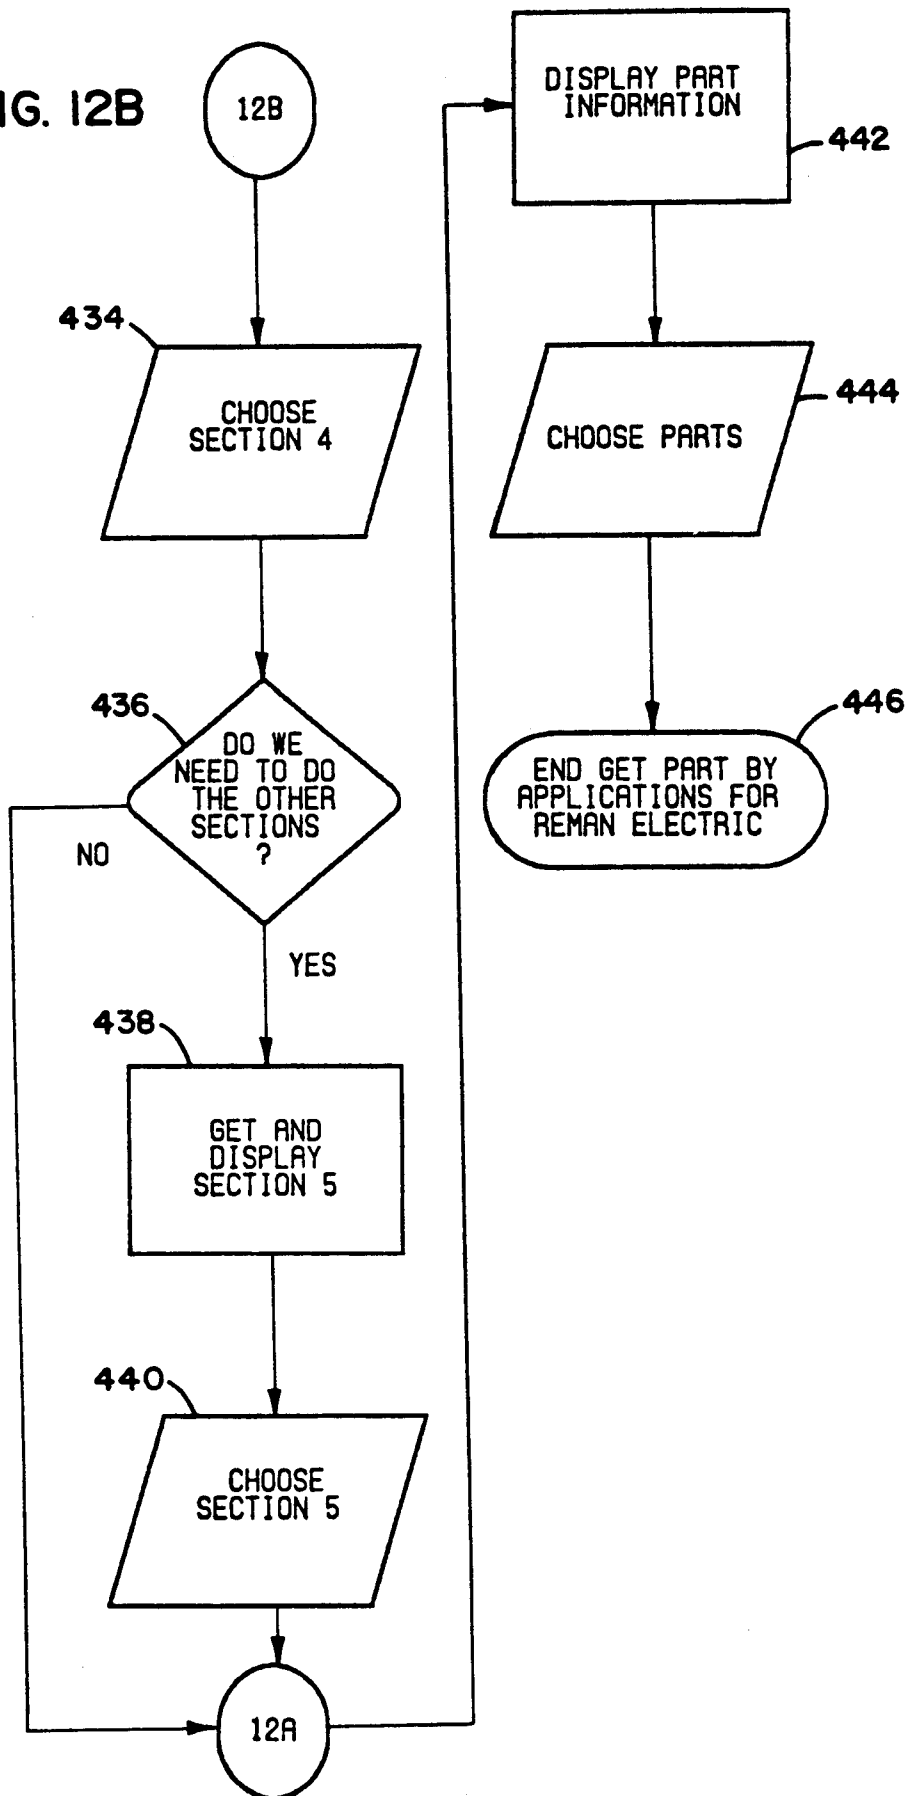 IG. 12B
12B
434
CHOOSE
SECTION 4
436
DO WE
NEED TO DO
THE OTHER
SECTIONS
?
NO
YES
438
GET AND
DISPLAY
SECTION 5
440
CHOOSE
SECTION 5
12A
DISPLAY PART
INFORMATION
442
444
CHOOSE PARTS
446
END GET PART BY
APPLICATIONS FOR
REMAN ELECTRIC